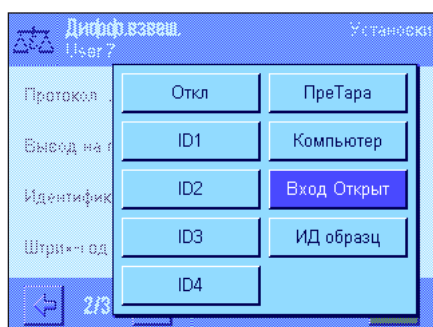 Дифф.взвеш.
Установки
User 7
Протокол
Вывод на
Идентифик
Штрих-код
Откл
ПреТара
ID1
Компьютер
ID2
Вход Открыт
ID3
ИД образц
ID4
2/3